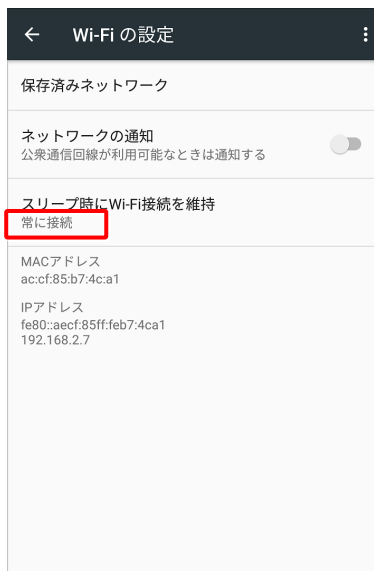 Wi-Fi の設定
保存済みネットワーク
ネットワークの通知
公衆通信回線が利用可能なときは通知する
スリープ時にWi-Fi接続を維持
常に接続
MACアドレス
ac:cf:85:b7:4c:a1
IPアドレス
fe80::aecf:85ff:feb7:4ca1
192.168.2.7